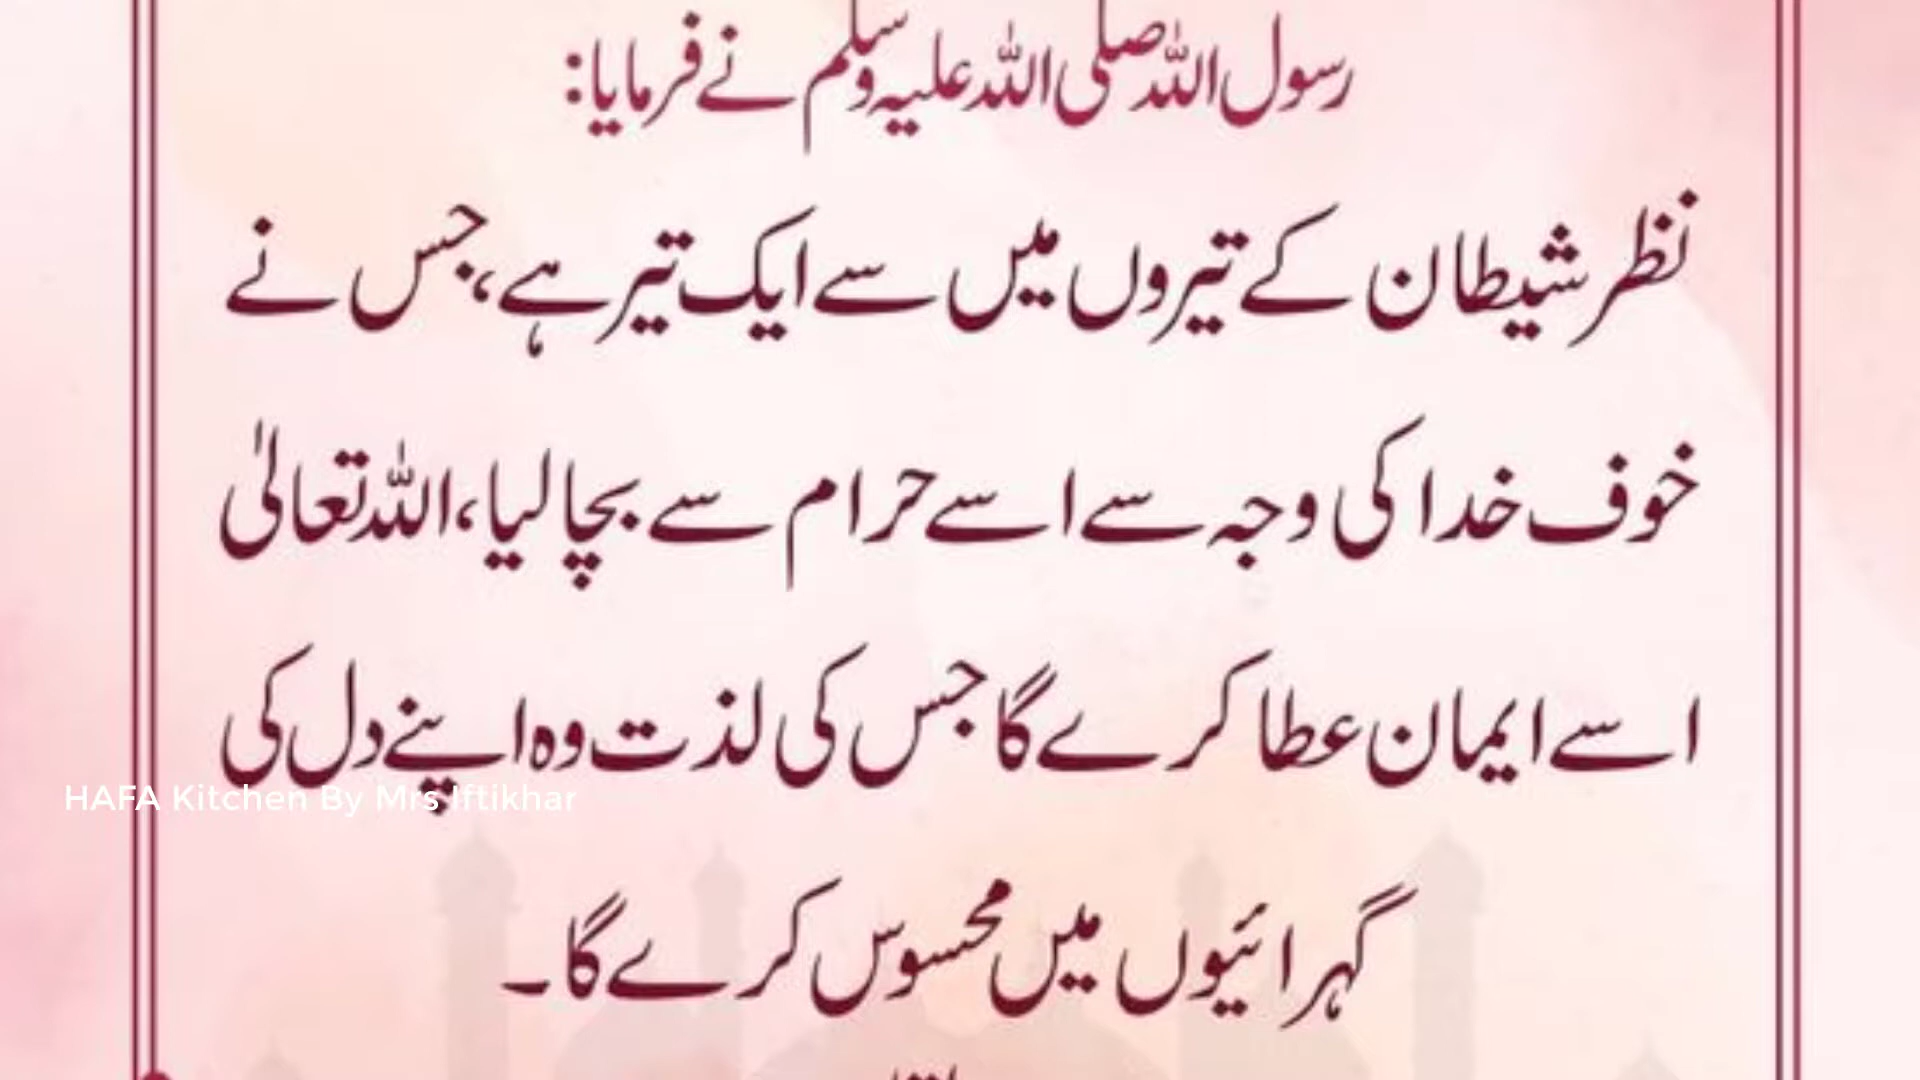 رسول اللہ صلی اللہ علیہ وسلم نے فرمایا:
نظر شیطان کے تیروں میں سے ایک تیر ہے، جس نے
خوف خدا کی وجہ سے اسے حرام سے بچا لیا، اللہ تعالیٰ
اسے ایمان عطا کرے گا جس کی لذت وہ اپنے دل کی
HAFA Kitchen By Mrs Iftikhar
گہرائیوں میں محسوس کرے گا۔